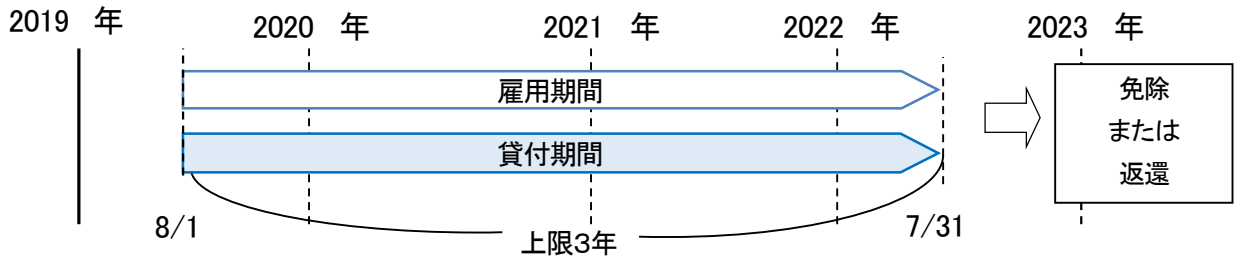 2019 年 2020 年 2021 年 2022 年 2023 年
雇用期間
貸付期間
免除
または
返還
8/1 7/31
上限3年